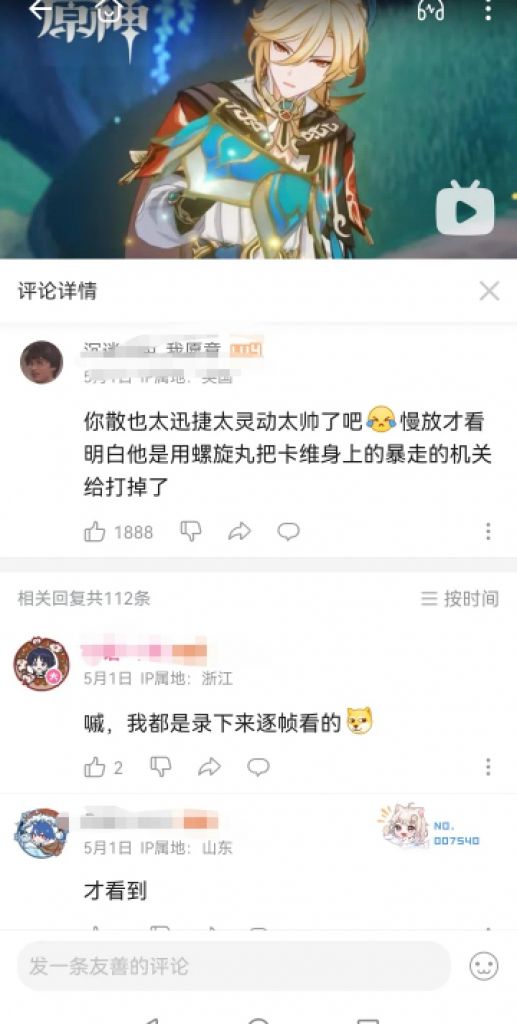 原神
评论详情
我愿意 LV4
5月1日 IP属地：美国
你散也太迅捷太灵动太帅了吧😭慢放才看
明白他是用螺旋丸把卡维身上的暴走的机关
给打掉了
1888
相关回复共112条
按时间
5月1日 IP属地：浙江
嘁，我都是录下来逐帧看的
2
NO.
007540
5月1日 IP属地：山东
才看到
发一条友善的评论